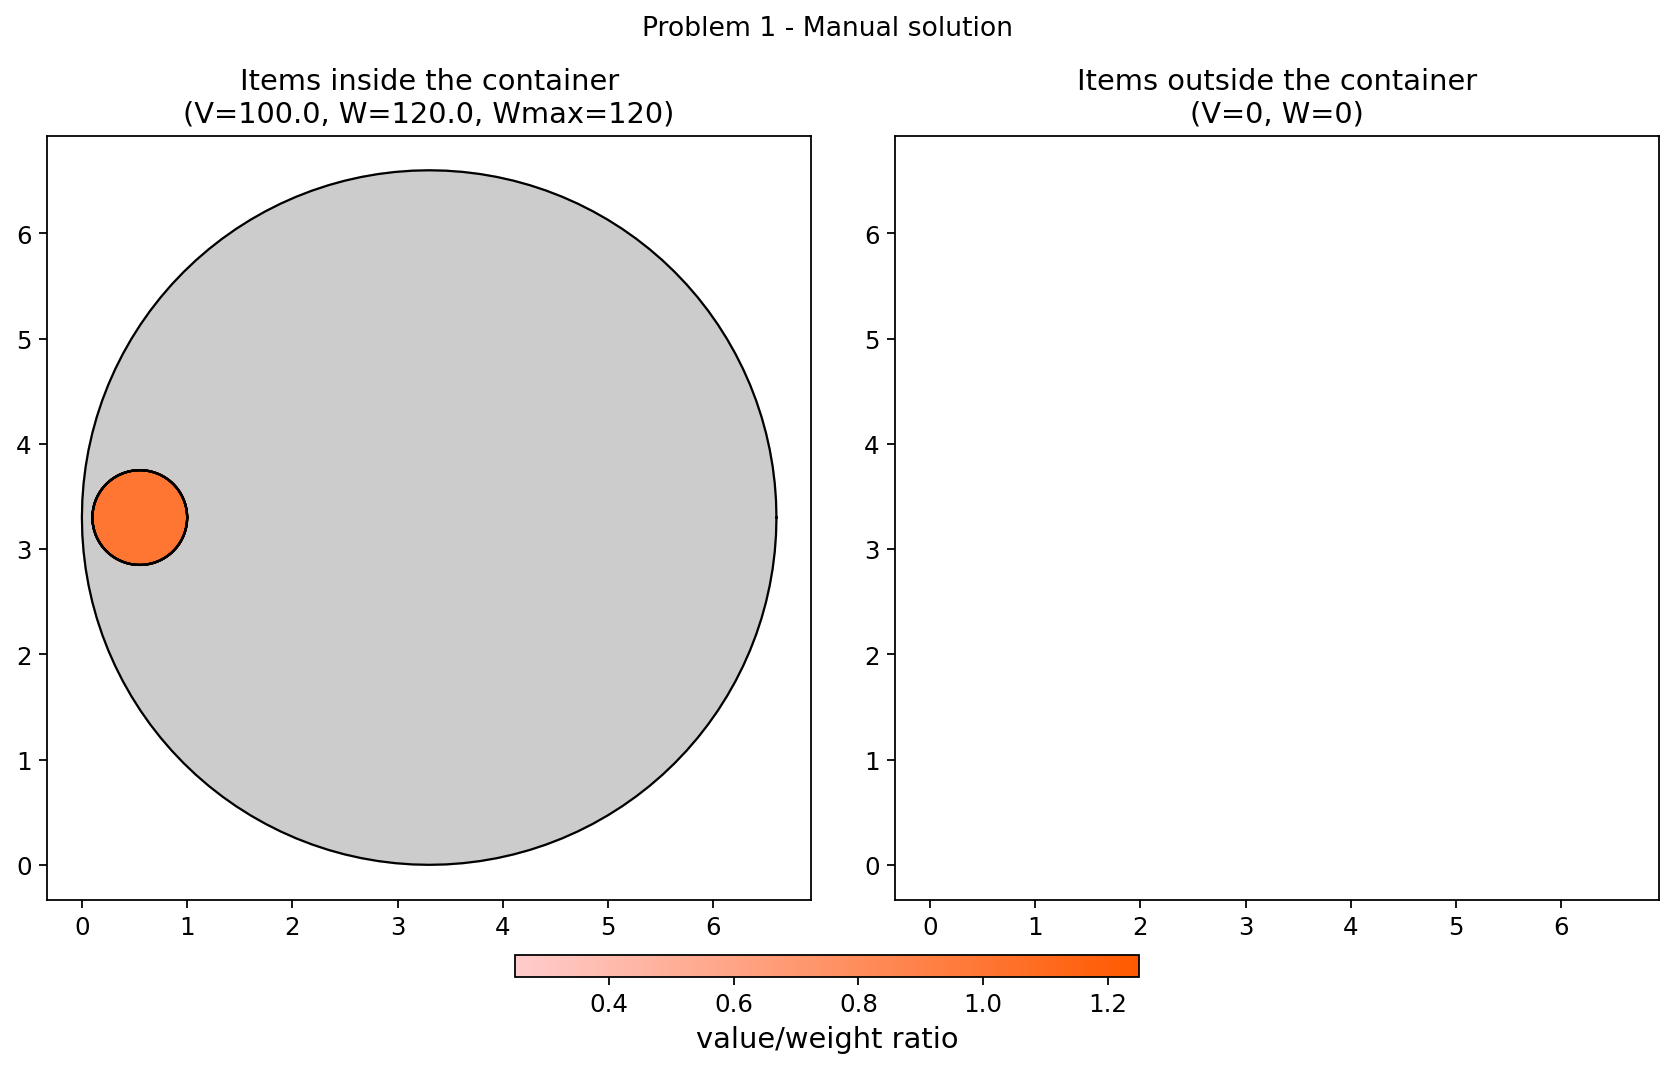 Problem 1 - Manual solution
Items inside the container
(V=100.0, W=120.0, Wmax=120)
6
5
4
3
2
1
0
0 1 2 3 4 5 6
Items outside the container
(V=0, W=0)
6
5
4
3
2
1
0
0 1 2 3 4 5 6
0.4 0.6 0.8 1.0 1.2
value/weight ratio